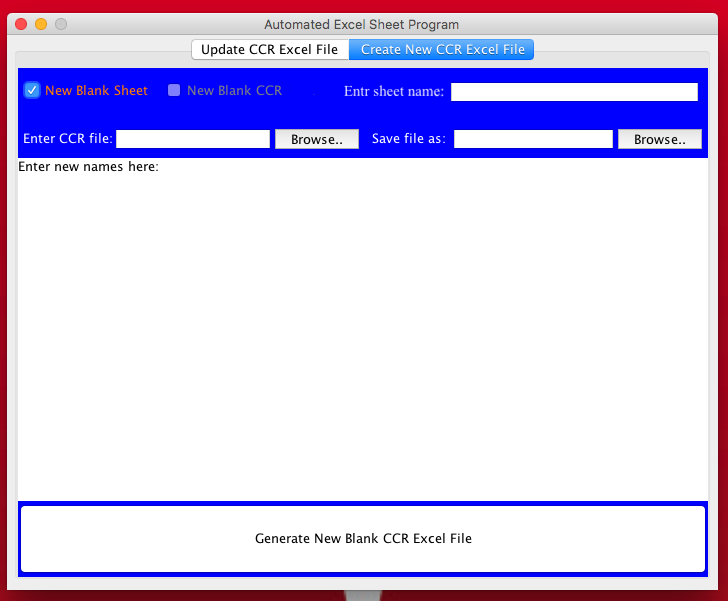 Automated Excel Sheet Program
Update CCR Excel File Create New CCR Excel File
New Blank Sheet New Blank CCR Entr sheet name:
Enter CCR file: Browse.. Save file as: Browse..
Enter new names here:
Generate New Blank CCR Excel File